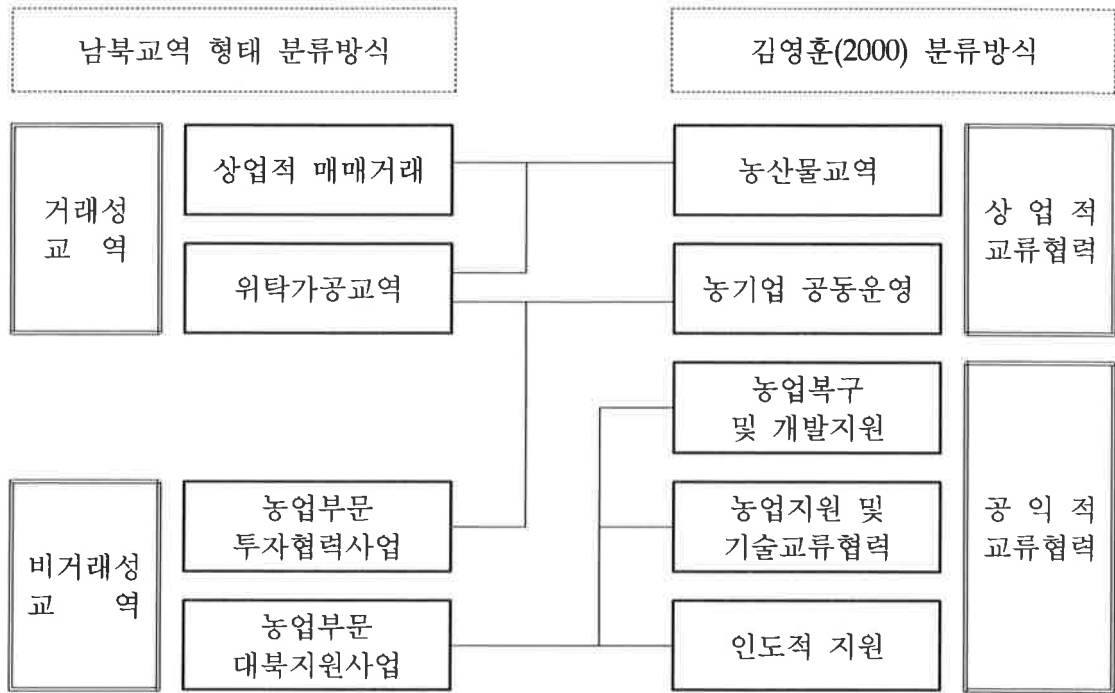 남북교역 형태 분류방식
김영훈(2000) 분류방식
거래성
교 역
상업적 매매거래
위탁가공교역
농산물교역
농기업 공동운영
상 업 적
교류협력
농업복구
및 개발지원
비거래성
교 역
농업부문
투자협력사업
농업부문
대북지원사업
농업지원 및
기술교류협력
인도적 지원
공 익 적
교류협력